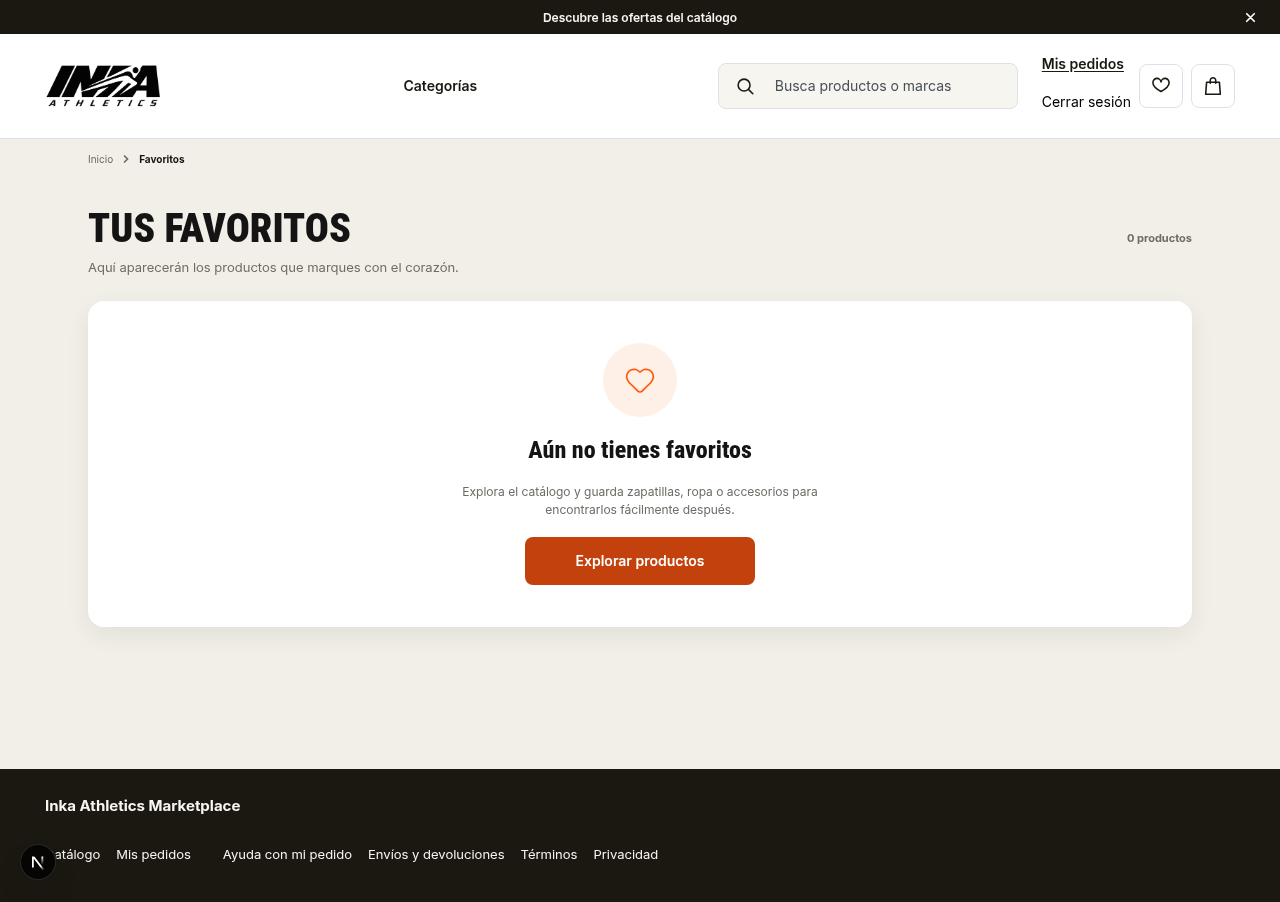 Descubre las ofertas del catálogo
INKA
ATHLETICS
Categorías
Busca productos o marcas
Mis pedidos
Cerrar sesión
Inicio > Favoritos
TUS FAVORITOS
0 productos
Aquí aparecerán los productos que marques con el corazón.
Aún no tienes favoritos
Explora el catálogo y guarda zapatillas, ropa o accesorios para
encontrarlos fácilmente después.
Explorar productos
Inka Athletics Marketplace
atálogo Mis pedidos Ayuda con mi pedido Envíos y devoluciones Términos Privacidad
N